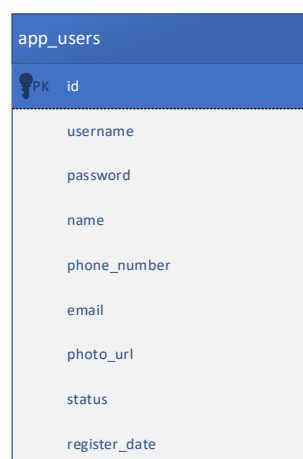 app_users
PK id
username
password
name
phone_number
email
photo_url
status
register_date